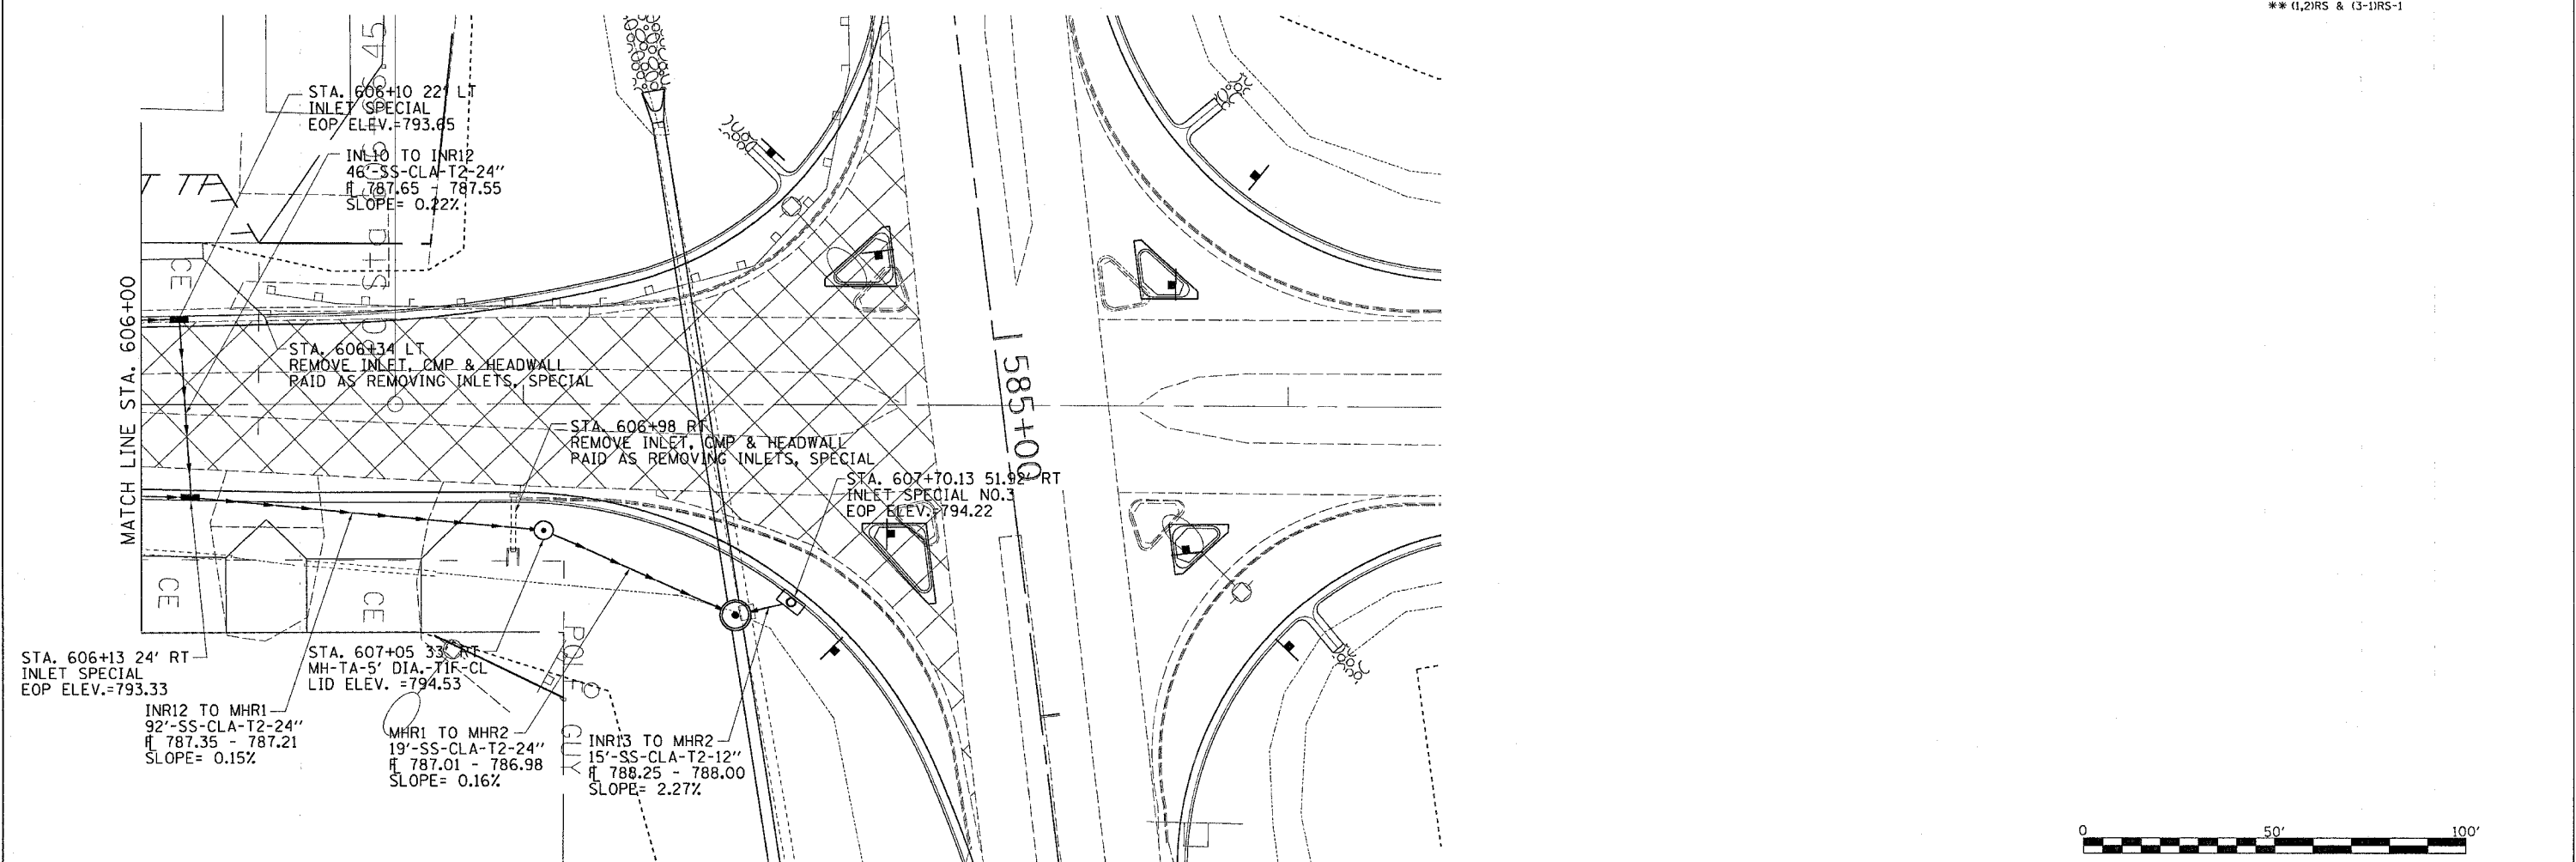 ** (1,2)RS & (3-1)RS-1
STA. 606+10 22' LT
INLET SPECIAL
EOP ELEV.=793.65
INL10 TO INR12
46'-SS-CLA-T2-24"
FL 787.65 - 787.55
SLOPE= 0.22%
CE
MATCH LINE STA. 606+00
STA. 606+34 LT
REMOVE INLET, CMP & HEADWALL
PAID AS REMOVING INLETS, SPECIAL
STA. 606+98 RT
REMOVE INLET, CMP & HEADWALL
PAID AS REMOVING INLETS, SPECIAL
585+00
STA. 607+70.13 51.92' RT
INLET SPECIAL NO.3
EOP ELEV.=794.22
CE
CE
POLE
GUY
STA. 606+13 24' RT
INLET SPECIAL
EOP ELEV.=793.33
STA. 607+05 33' RT
MH-TA-5' DIA.-T1F-CL
LID ELEV. =794.53
INR12 TO MHR1
92'-SS-CLA-T2-24"
FL 787.35 - 787.21
SLOPE= 0.15%
MHR1 TO MHR2
19'-SS-CLA-T2-24"
FL 787.01 - 786.98
SLOPE= 0.16%
INR13 TO MHR2
15'-SS-CLA-T2-12"
FL 788.25 - 788.00
SLOPE= 2.27%
0 50' 100'